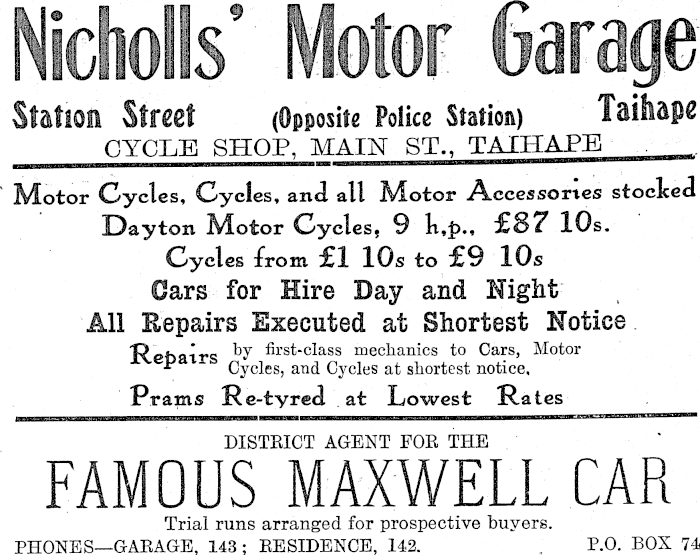 Nicholls' Motor Garage
Station Street (Opposite Police Station) Taihape
CYCLE SHOP, MAIN ST., TAIHAPE
Motor Cycles, Cycles, and all Motor Accessories stocked
Dayton Motor Cycles, 9 h.p., £87 10s.
Cycles from £1 10s to £9 10s
Cars for Hire Day and Night
All Repairs Executed at Shortest Notice
Repairs by first-class mechanics to Cars, Motor
Cycles, and Cycles at shortest notice.
Prams Re-tyred at Lowest Rates
DISTRICT AGENT FOR THE
FAMOUS MAXWELL CAR
Trial runs arranged for prospective buyers.
PHONES—GARAGE, 143; RESIDENCE, 142. P.O. BOX 74